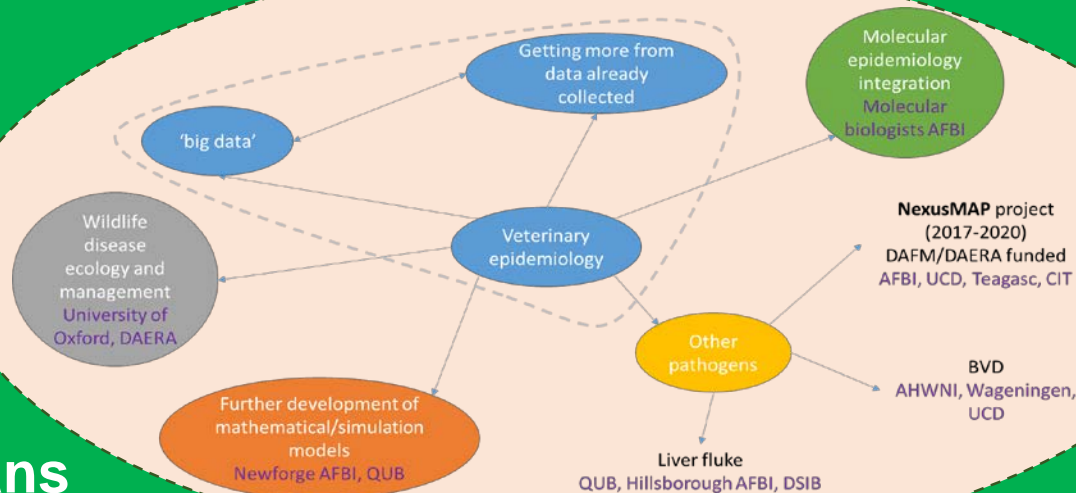 Getting more from
data already
collected
'big data'
Molecular
epidemiology
integration
Molecular
biologists AFBI
Wildlife
disease
ecology and
management
University of
Oxford, DAERA
Veterinary
epidemiology
NexusMAP project
(2017-2020)
DAFM/DAERA funded
AFBI, UCD, Teagasc, CIT
Other
pathogens
BVD
AHWNI, Wageningen,
UCD
Further development of
mathematical/simulation
models
Newforge AFBI, QUB
Liver fluke
QUB, Hillsborough AFBI, DSIB